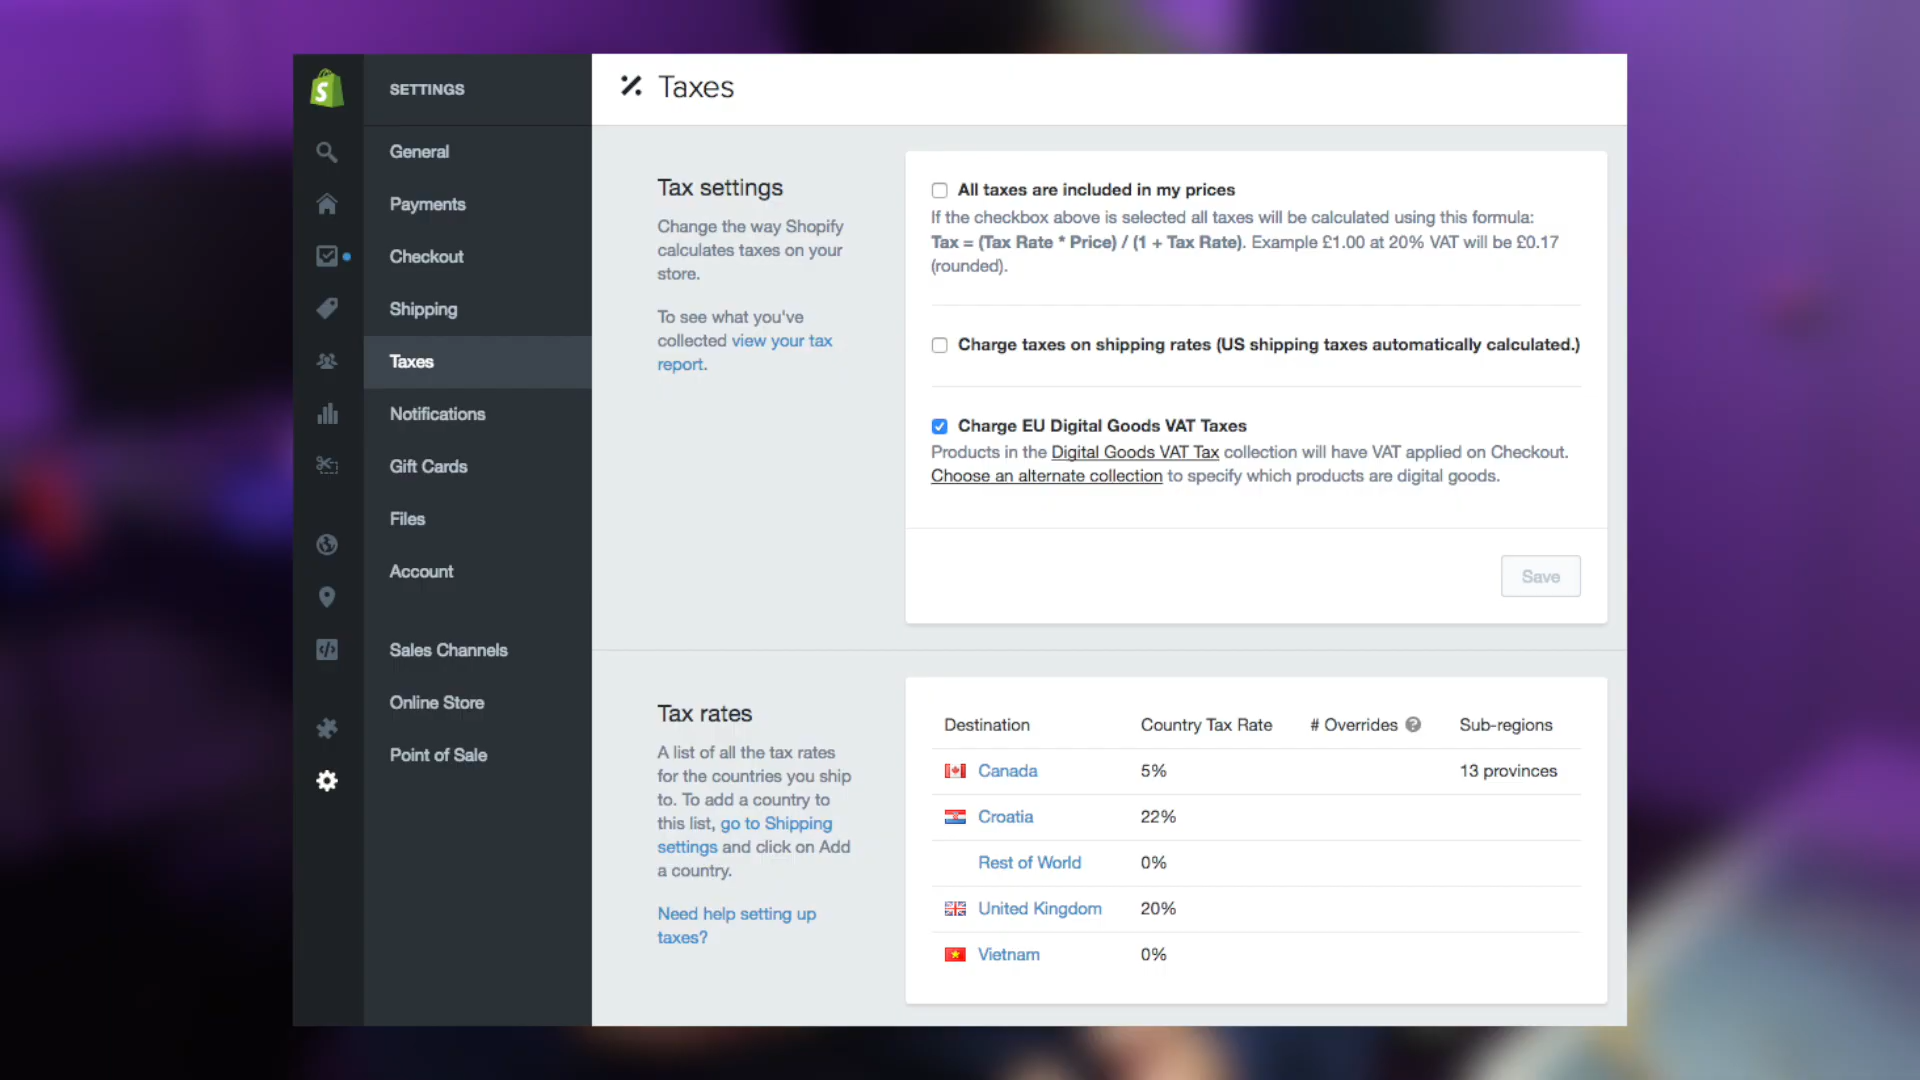 SETTINGS
General
Payments
Checkout
Shipping
Taxes
Notifications
Gift Cards
Files
Account
Sales Channels
Online Store
Point of Sale
Taxes
Tax settings
Change the way Shopify
calculates taxes on your
store.
To see what you've
collected view your tax
report.
All taxes are included in my prices
If the checkbox above is selected all taxes will be calculated using this formula:
Tax = (Tax Rate * Price) / (1 + Tax Rate). Example £1.00 at 20% VAT will be £0.17
(rounded).
Charge taxes on shipping rates (US shipping taxes automatically calculated.)
Charge EU Digital Goods VAT Taxes
Products in the Digital Goods VAT Tax collection will have VAT applied on Checkout.
Choose an alternate collection to specify which products are digital goods.
Save
Tax rates
A list of all the tax rates
for the countries you ship
to. To add a country to
this list, go to Shipping
settings and click on Add
a country.
Need help setting up
taxes?
Destination Country Tax Rate # Overrides ? Sub-regions
Canada 5% 13 provinces
Croatia 22%
Rest of World 0%
United Kingdom 20%
Vietnam 0%